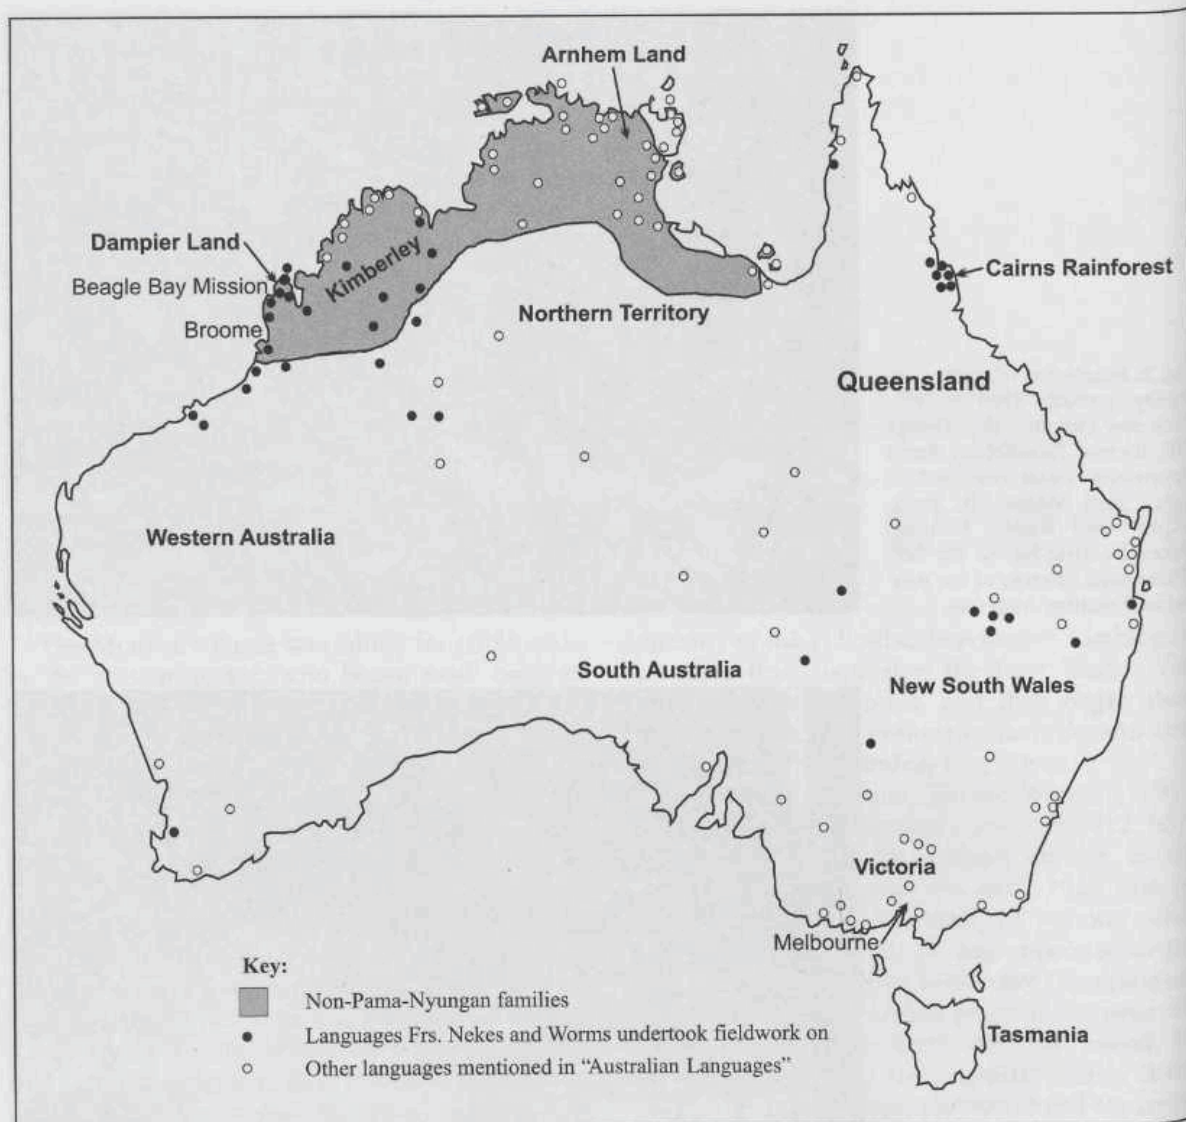 Arnhem Land
Dampier Land
Beagle Bay Mission
Kimberley
Broome
Cairns Rainforest
Northern Territory
Queensland
Western Australia
South Australia
New South Wales
Victoria
Melbourne
Tasmania
Key:
Non-Pama-Nyungan families
Languages Frs. Nekes and Worms undertook fieldwork on
Other languages mentioned in “Australian Languages”